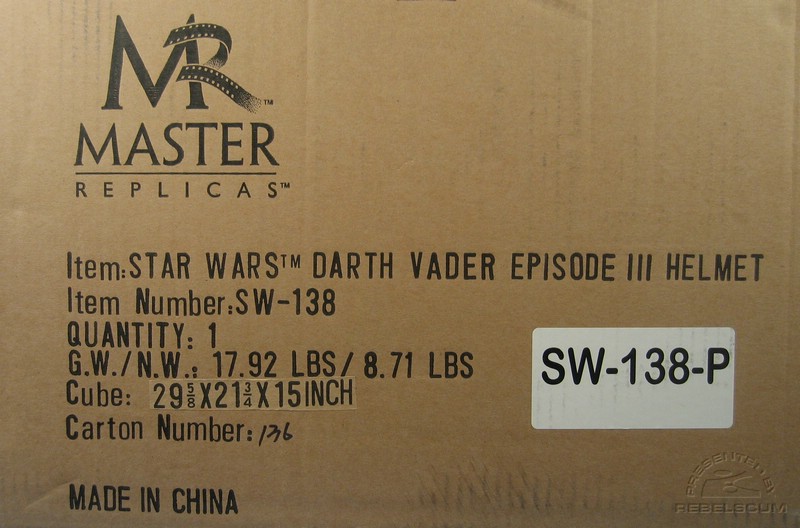 MR™
MASTER
REPLICAS™
Item:STAR WARS™ DARTH VADER EPISODE III HELMET
Item Number:SW-138
QUANTITY: 1
G.W./N.W.: 17.92 LBS/ 8.71 LBS
Cube: 29⅝X21¾X15INCH
Carton Number: 136
SW-138-P
MADE IN CHINA
PRESENTED BY
REBELSCUM